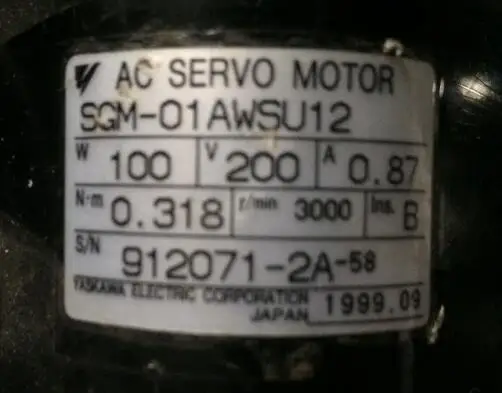 AC SERVO MOTOR
SGM-01AWSU12
W 100 V 200 A 0.87
N·m 0.318 r/min 3000 Ins. B
S/N 912071-2A-58
YASKAWA ELECTRIC CORPORATION
JAPAN 1999.09